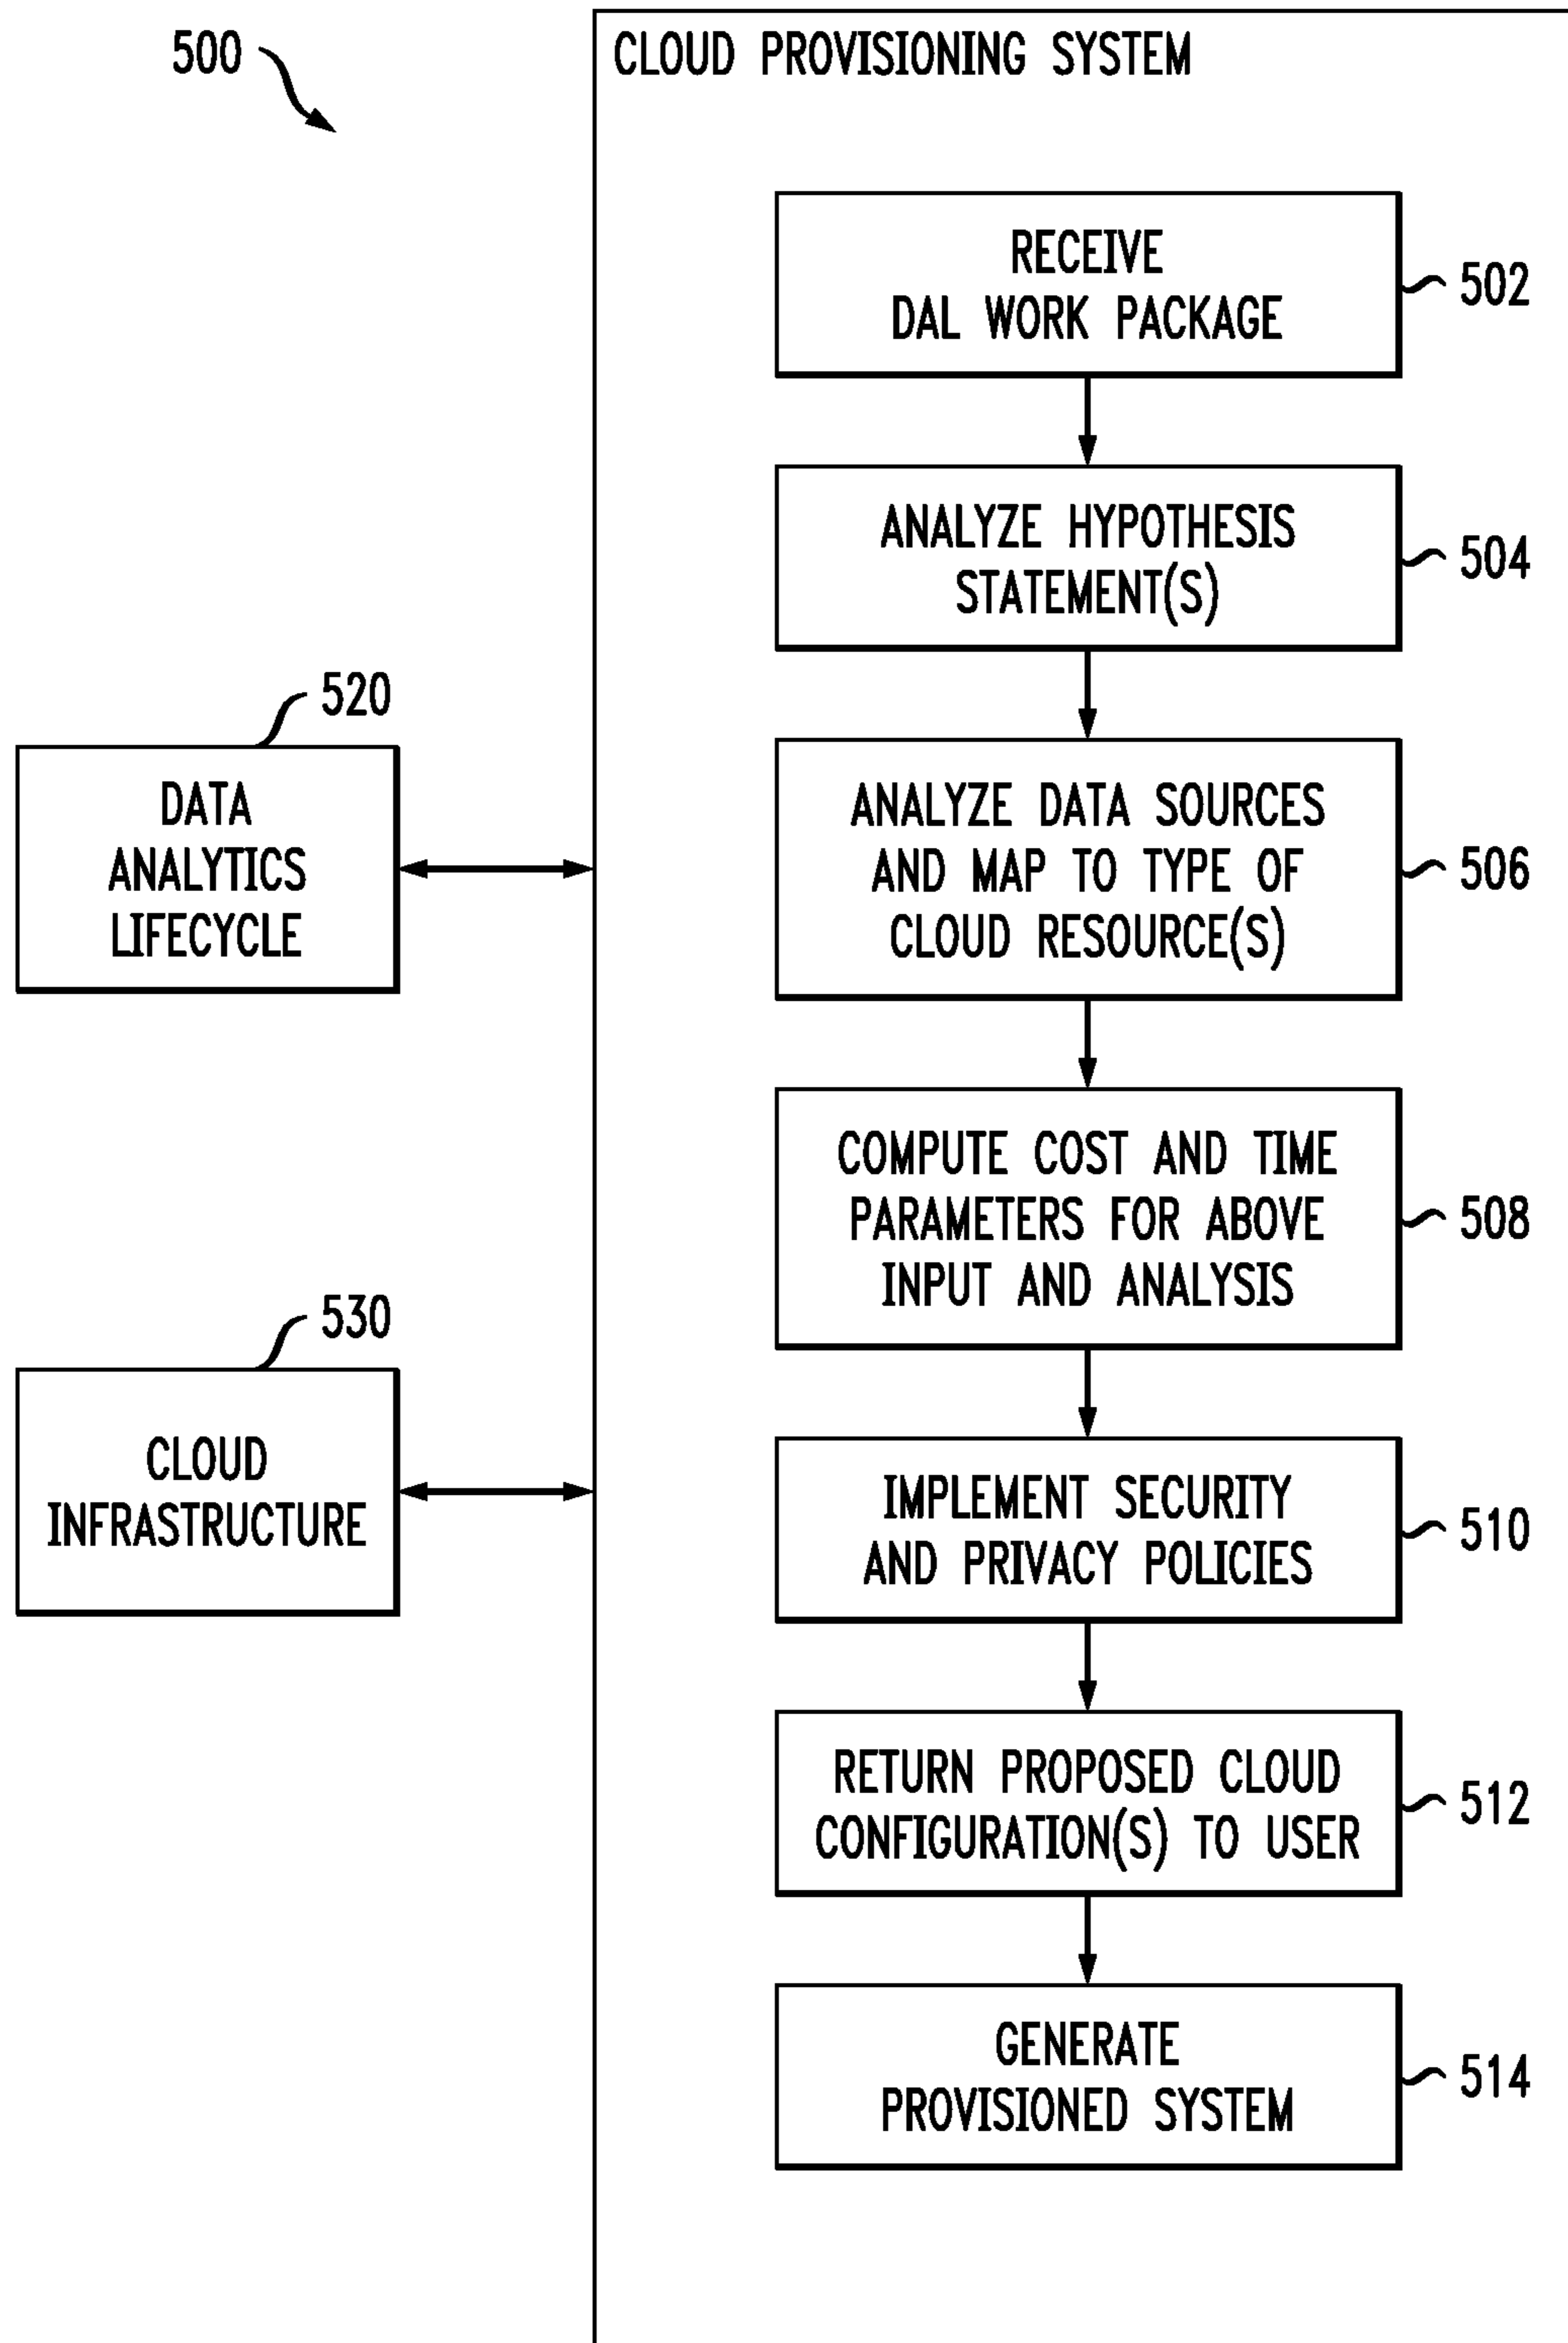 500
CLOUD PROVISIONING SYSTEM
RECEIVE
DAL WORK PACKAGE
502
ANALYZE HYPOTHESIS
STATEMENT(S)
504
520
DATA
ANALYTICS
LIFECYCLE
ANALYZE DATA SOURCES
AND MAP TO TYPE OF
CLOUD RESOURCE(S)
506
COMPUTE COST AND TIME
PARAMETERS FOR ABOVE
INPUT AND ANALYSIS
508
530
CLOUD
INFRASTRUCTURE
IMPLEMENT SECURITY
AND PRIVACY POLICIES
510
RETURN PROPOSED CLOUD
CONFIGURATION(S) TO USER
512
GENERATE
PROVISIONED SYSTEM
514